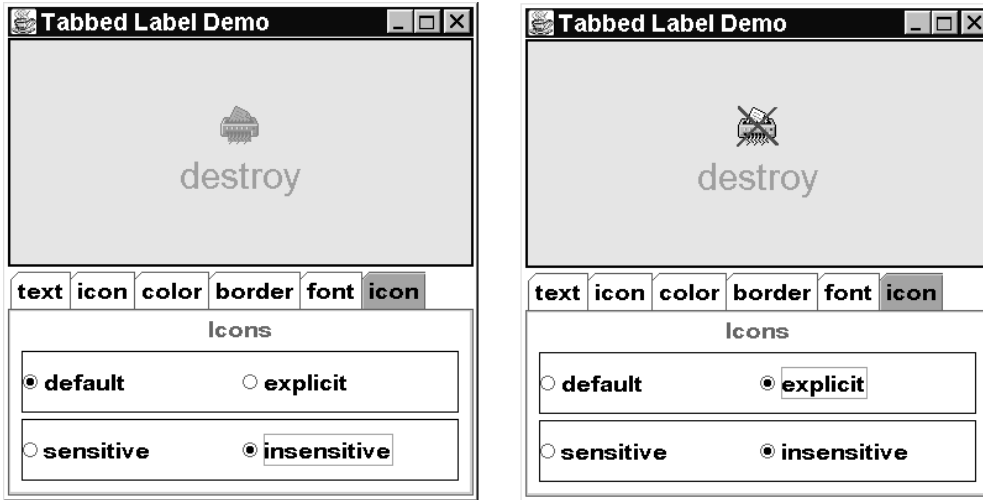 Tabbed Label Demo
destroy
text icon color border font icon
Icons
default explicit
sensitive insensitive
Tabbed Label Demo
destroy
text icon color border font icon
Icons
default explicit
sensitive insensitive